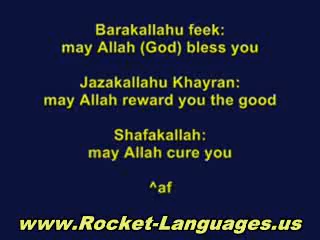 Barakallahu feek:
may Allah (God) bless you
Jazakallahu Khayran:
may Allah reward you the good
Shafakallah:
may Allah cure you
^af
www.Rocket-Languages.us